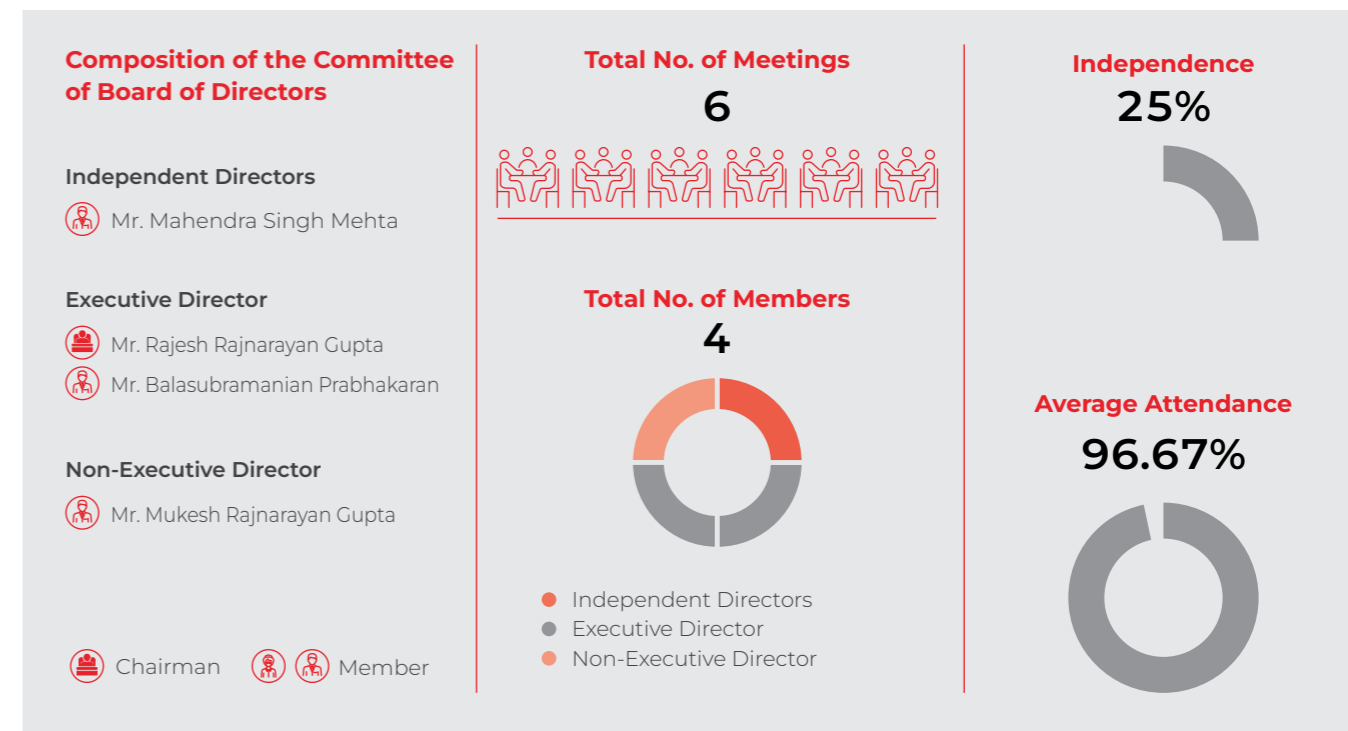 Composition of the Committee
of Board of Directors
Independent Directors
Mr. Mahendra Singh Mehta
Executive Director
Mr. Rajesh Rajnarayan Gupta
Mr. Balasubramanian Prabhakaran
Non-Executive Director
Mr. Mukesh Rajnarayan Gupta
Chairman
Member
Total No. of Meetings
6
Total No. of Members
4
Independent Directors
Executive Director
Non-Executive Director
Independence
25%
Average Attendance
96.67%